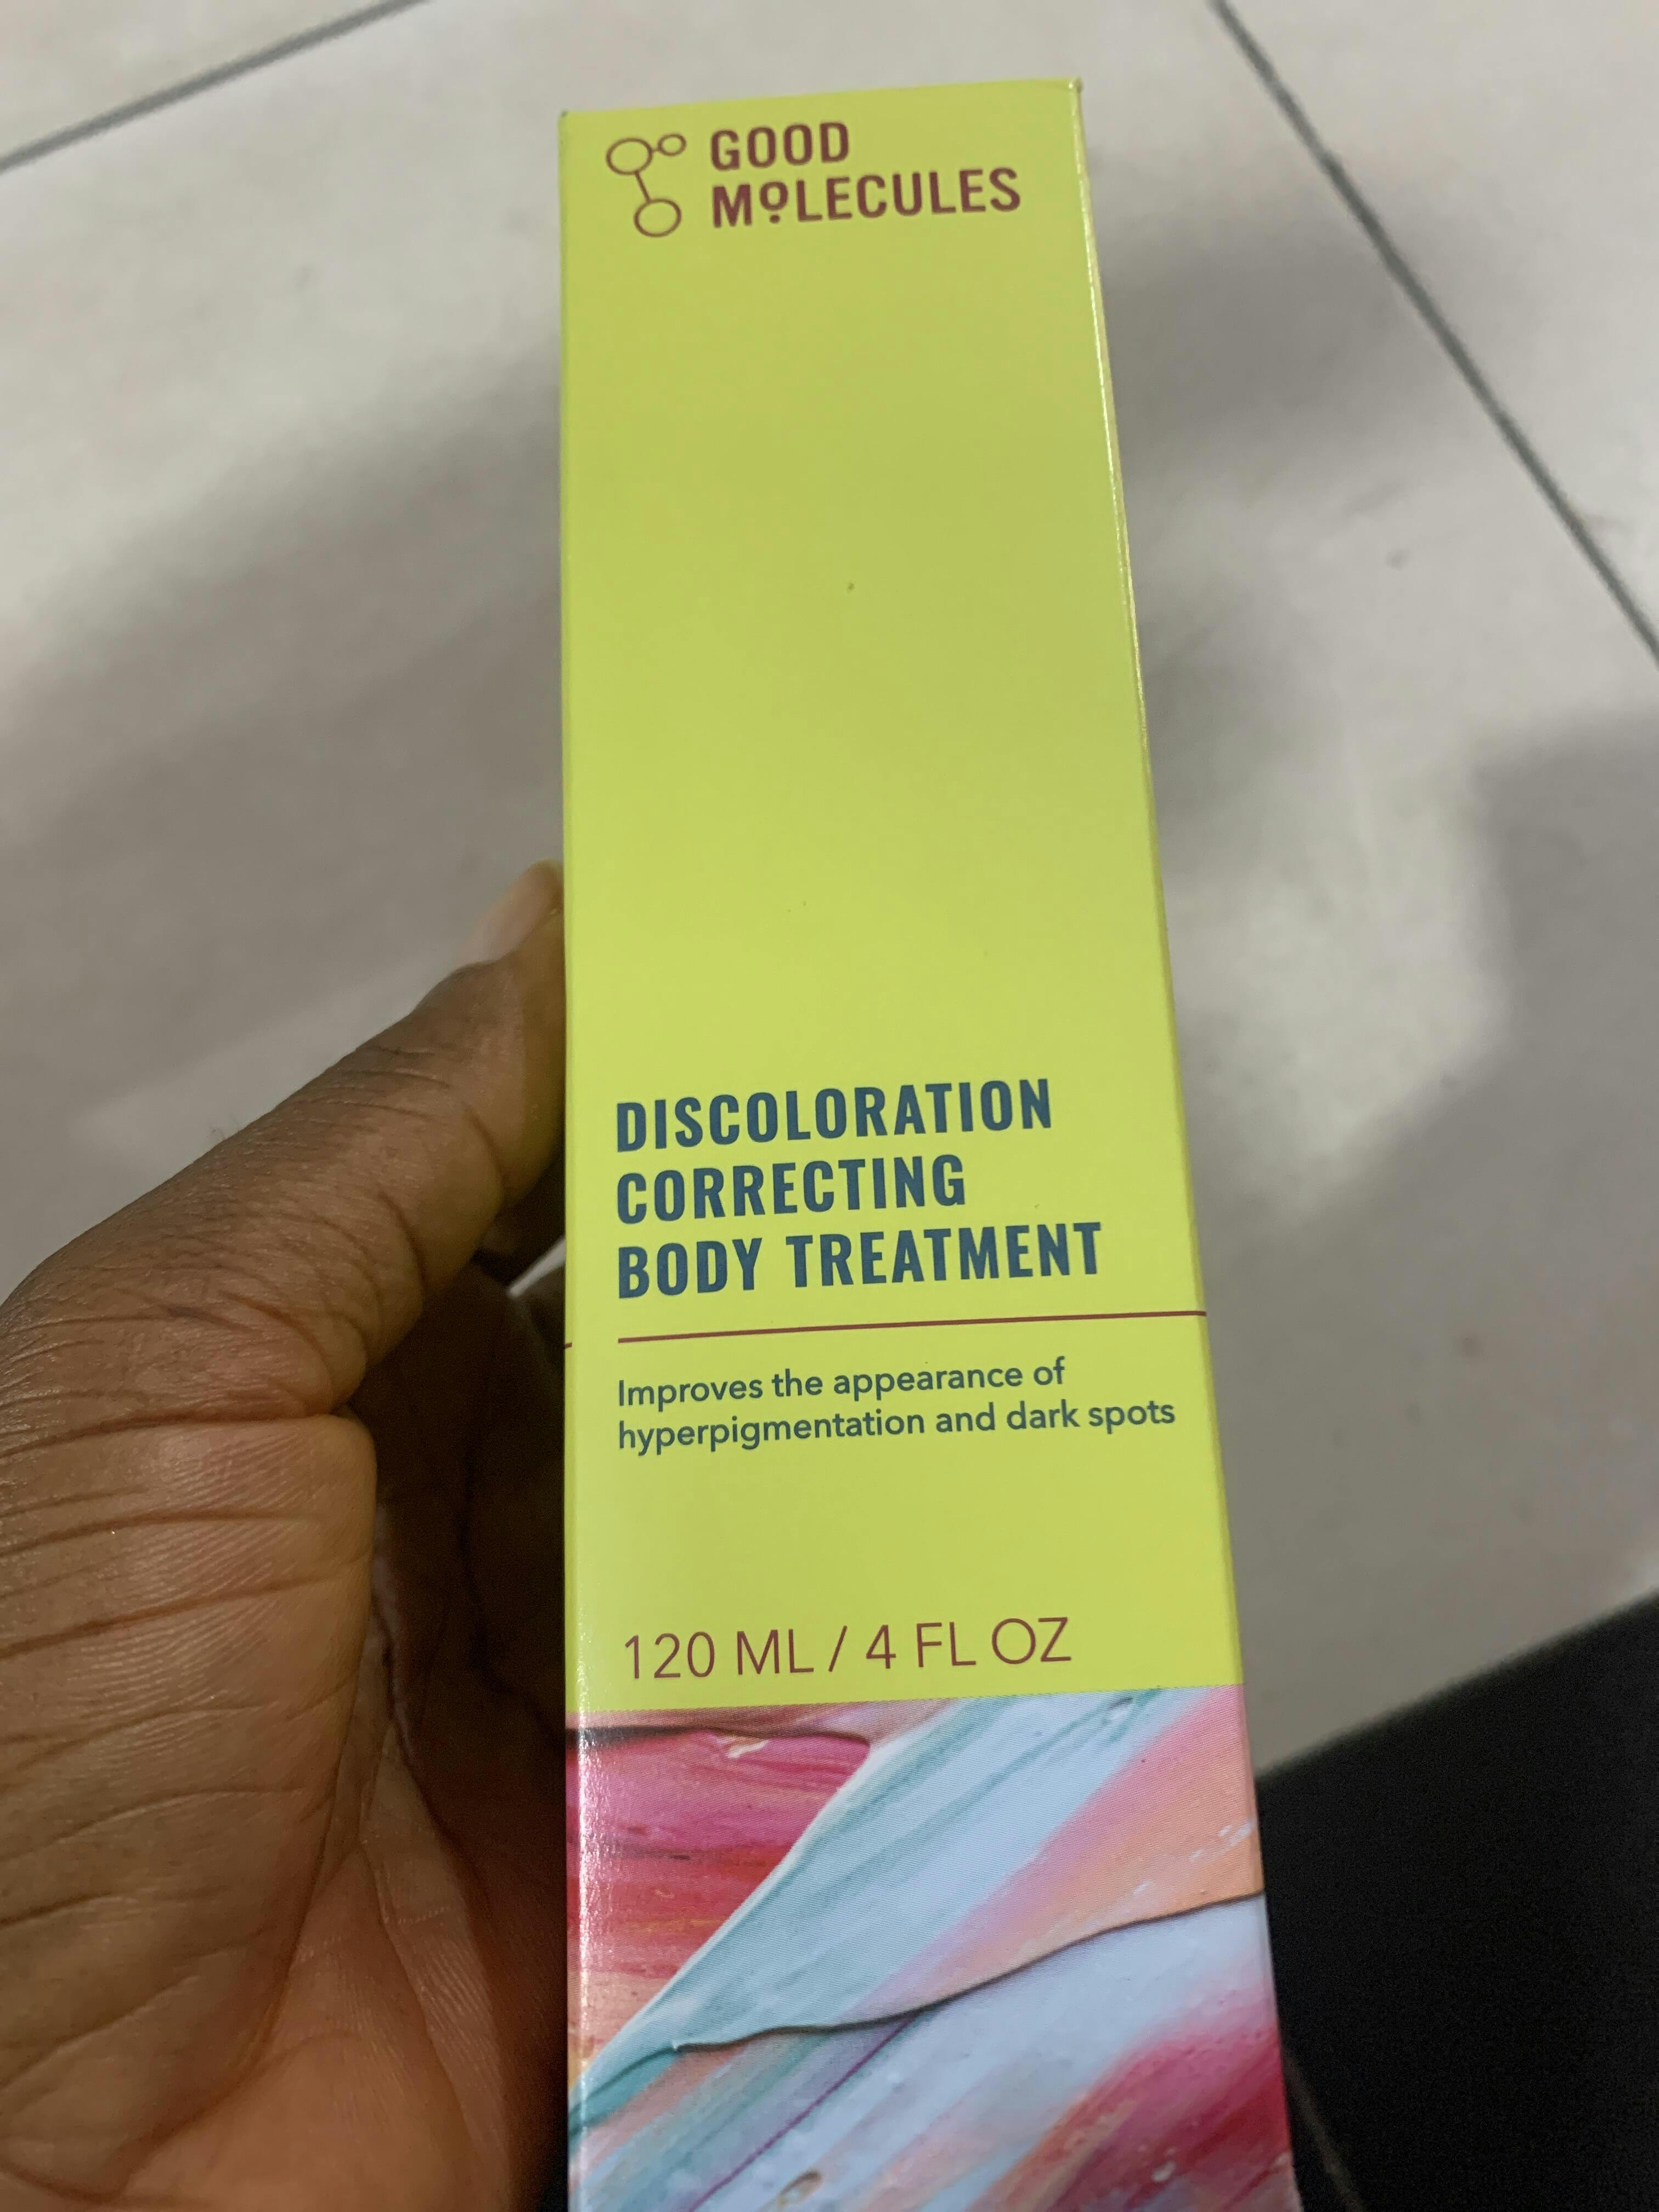 GOOD
MOLECULES
DISCOLORATION
CORRECTING
BODY TREATMENT
Improves the appearance of
hyperpigmentation and dark spots
120 ML / 4 FL OZ